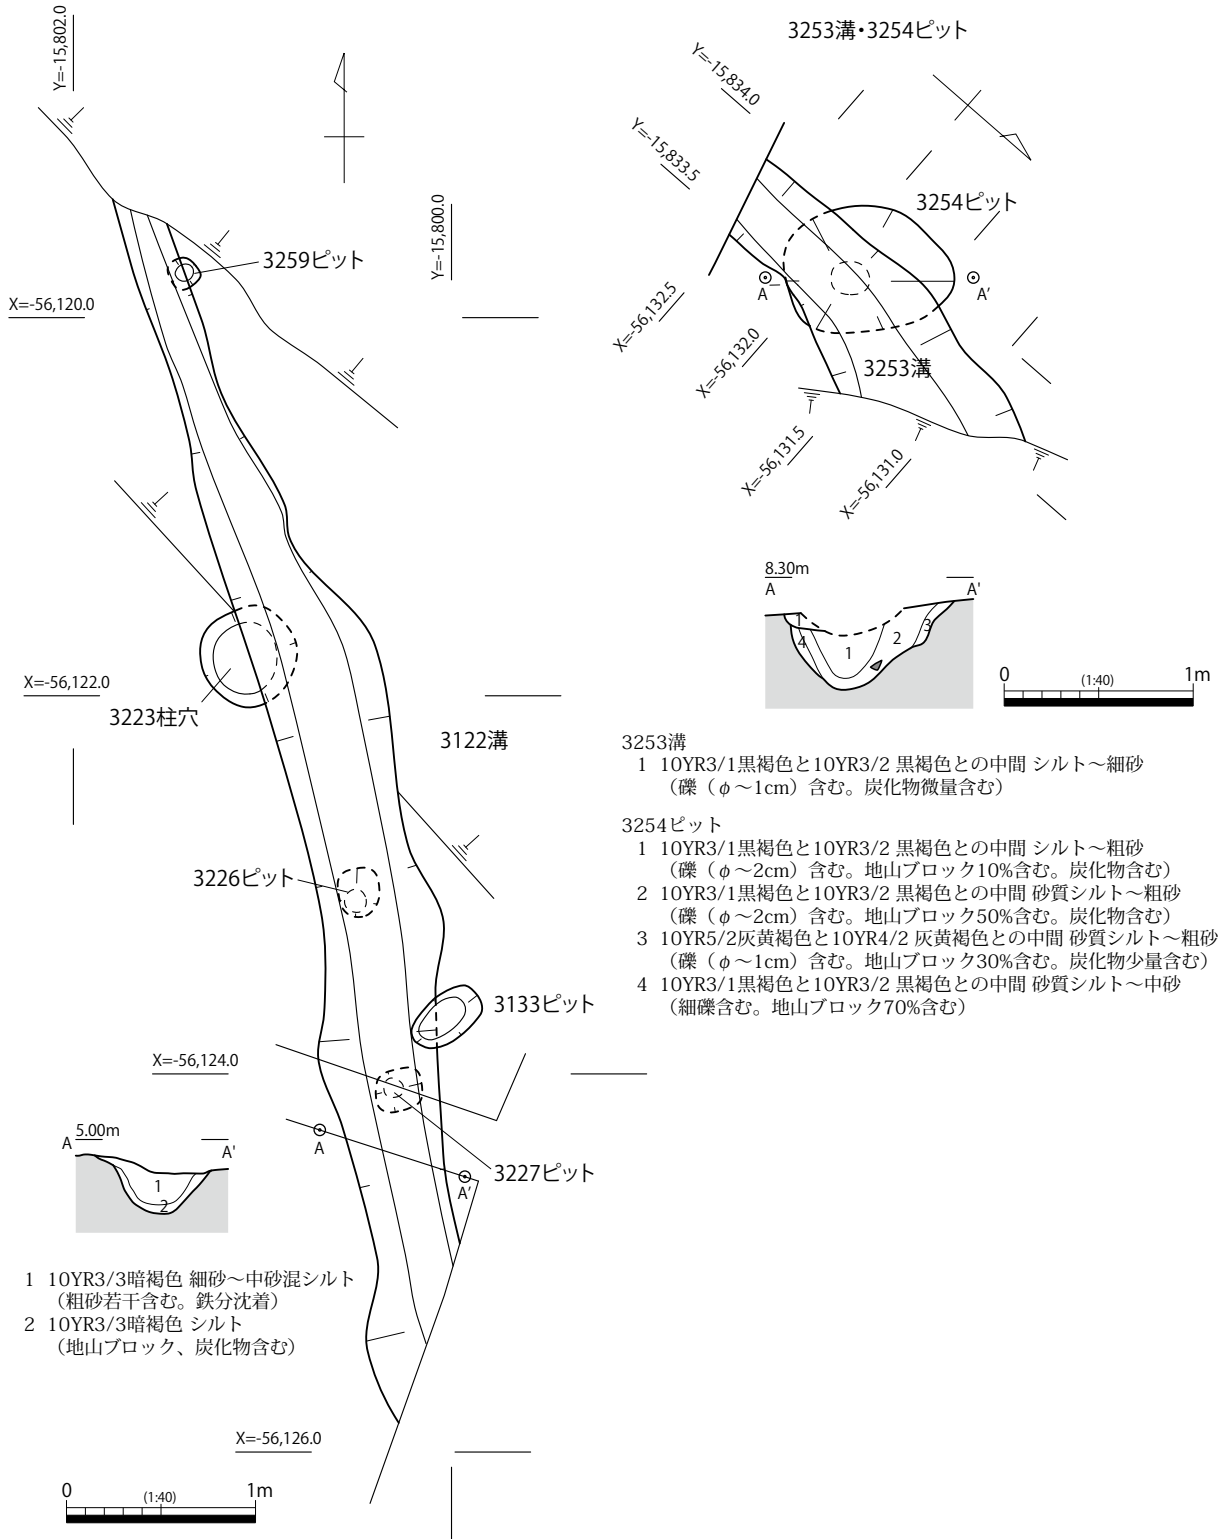 Y=-15,802.0
Y=-15,800.0
3259ピット
X=-56,120.0
X=-56,122.0
3223柱穴
3122溝
3226ピット
3133ピット
X=-56,124.0
A
A'
3227ピット
5.00m
A
A'
1
2
1 10YR3/3暗褐色 細砂～中砂混シルト
（粗砂若干含む。鉄分沈着）
2 10YR3/3暗褐色 シルト
（地山ブロック、炭化物含む）
X=-56,126.0
0 (1:40) 1m
3253溝・3254ピット
Y=-15,834.0
Y=-15,833.5
3254ピット
A
A'
X=-56,132.5
X=-56,132.0
3253溝
X=-56,131.5
X=-56,131.0
8.30m
A
A'
1
4
1
2
3
0 (1:40) 1m
3253溝
1 10YR3/1黒褐色と10YR3/2 黒褐色との中間 シルト～細砂
（礫（φ～1cm）含む。炭化物微量含む）
3254ピット
1 10YR3/1黒褐色と10YR3/2 黒褐色との中間 シルト～粗砂
（礫（φ～2cm）含む。地山ブロック10%含む。炭化物含む）
2 10YR3/1黒褐色と10YR3/2 黒褐色との中間 砂質シルト～粗砂
（礫（φ～2cm）含む。地山ブロック50%含む。炭化物含む）
3 10YR5/2灰黄褐色と10YR4/2 灰黄褐色との中間 砂質シルト～粗砂
（礫（φ～1cm）含む。地山ブロック30%含む。炭化物少量含む）
4 10YR3/1黒褐色と10YR3/2 黒褐色との中間 砂質シルト～中砂
（細礫含む。地山ブロック70%含む）